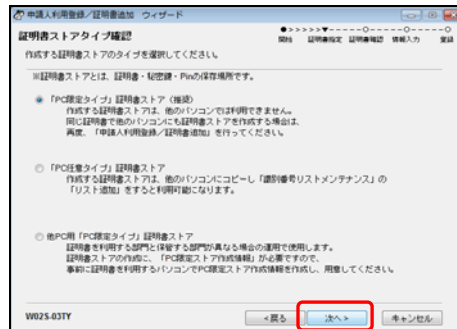 申請人利用登録/証明書追加 ウィザード
証明書ストアタイプ確認
開始 証明書指定 証明書確認 情報入力 登録
作成する証明書ストアのタイプを選択してください。
※証明書ストアとは、証明書・秘密鍵・Pinの保存場所です。
「PC限定タイプ」証明書ストア（推奨）
作成する証明書ストアは、他のパソコンでは利用できません。
同じ証明書で他のパソコンにも証明書ストアを作成する場合は、
再度、「申請人利用登録/証明書追加」を行ってください。
「PC任意タイプ」証明書ストア
作成する証明書ストアは、他のパソコンにコピーし「識別番号リストメンテナンス」の
「リスト追加」をすると利用可能になります。
他PC用「PC限定タイプ」証明書ストア
証明書を利用する部門と保管する部門が異なる場合の運用で使用します。
証明書ストアの作成に、「PC限定ストア作成情報」が必要ですので、
事前に証明書を利用するパソコンでPC限定ストア作成情報を作成し、用意してください。
W02S-03TY
<戻る 次へ> キャンセル